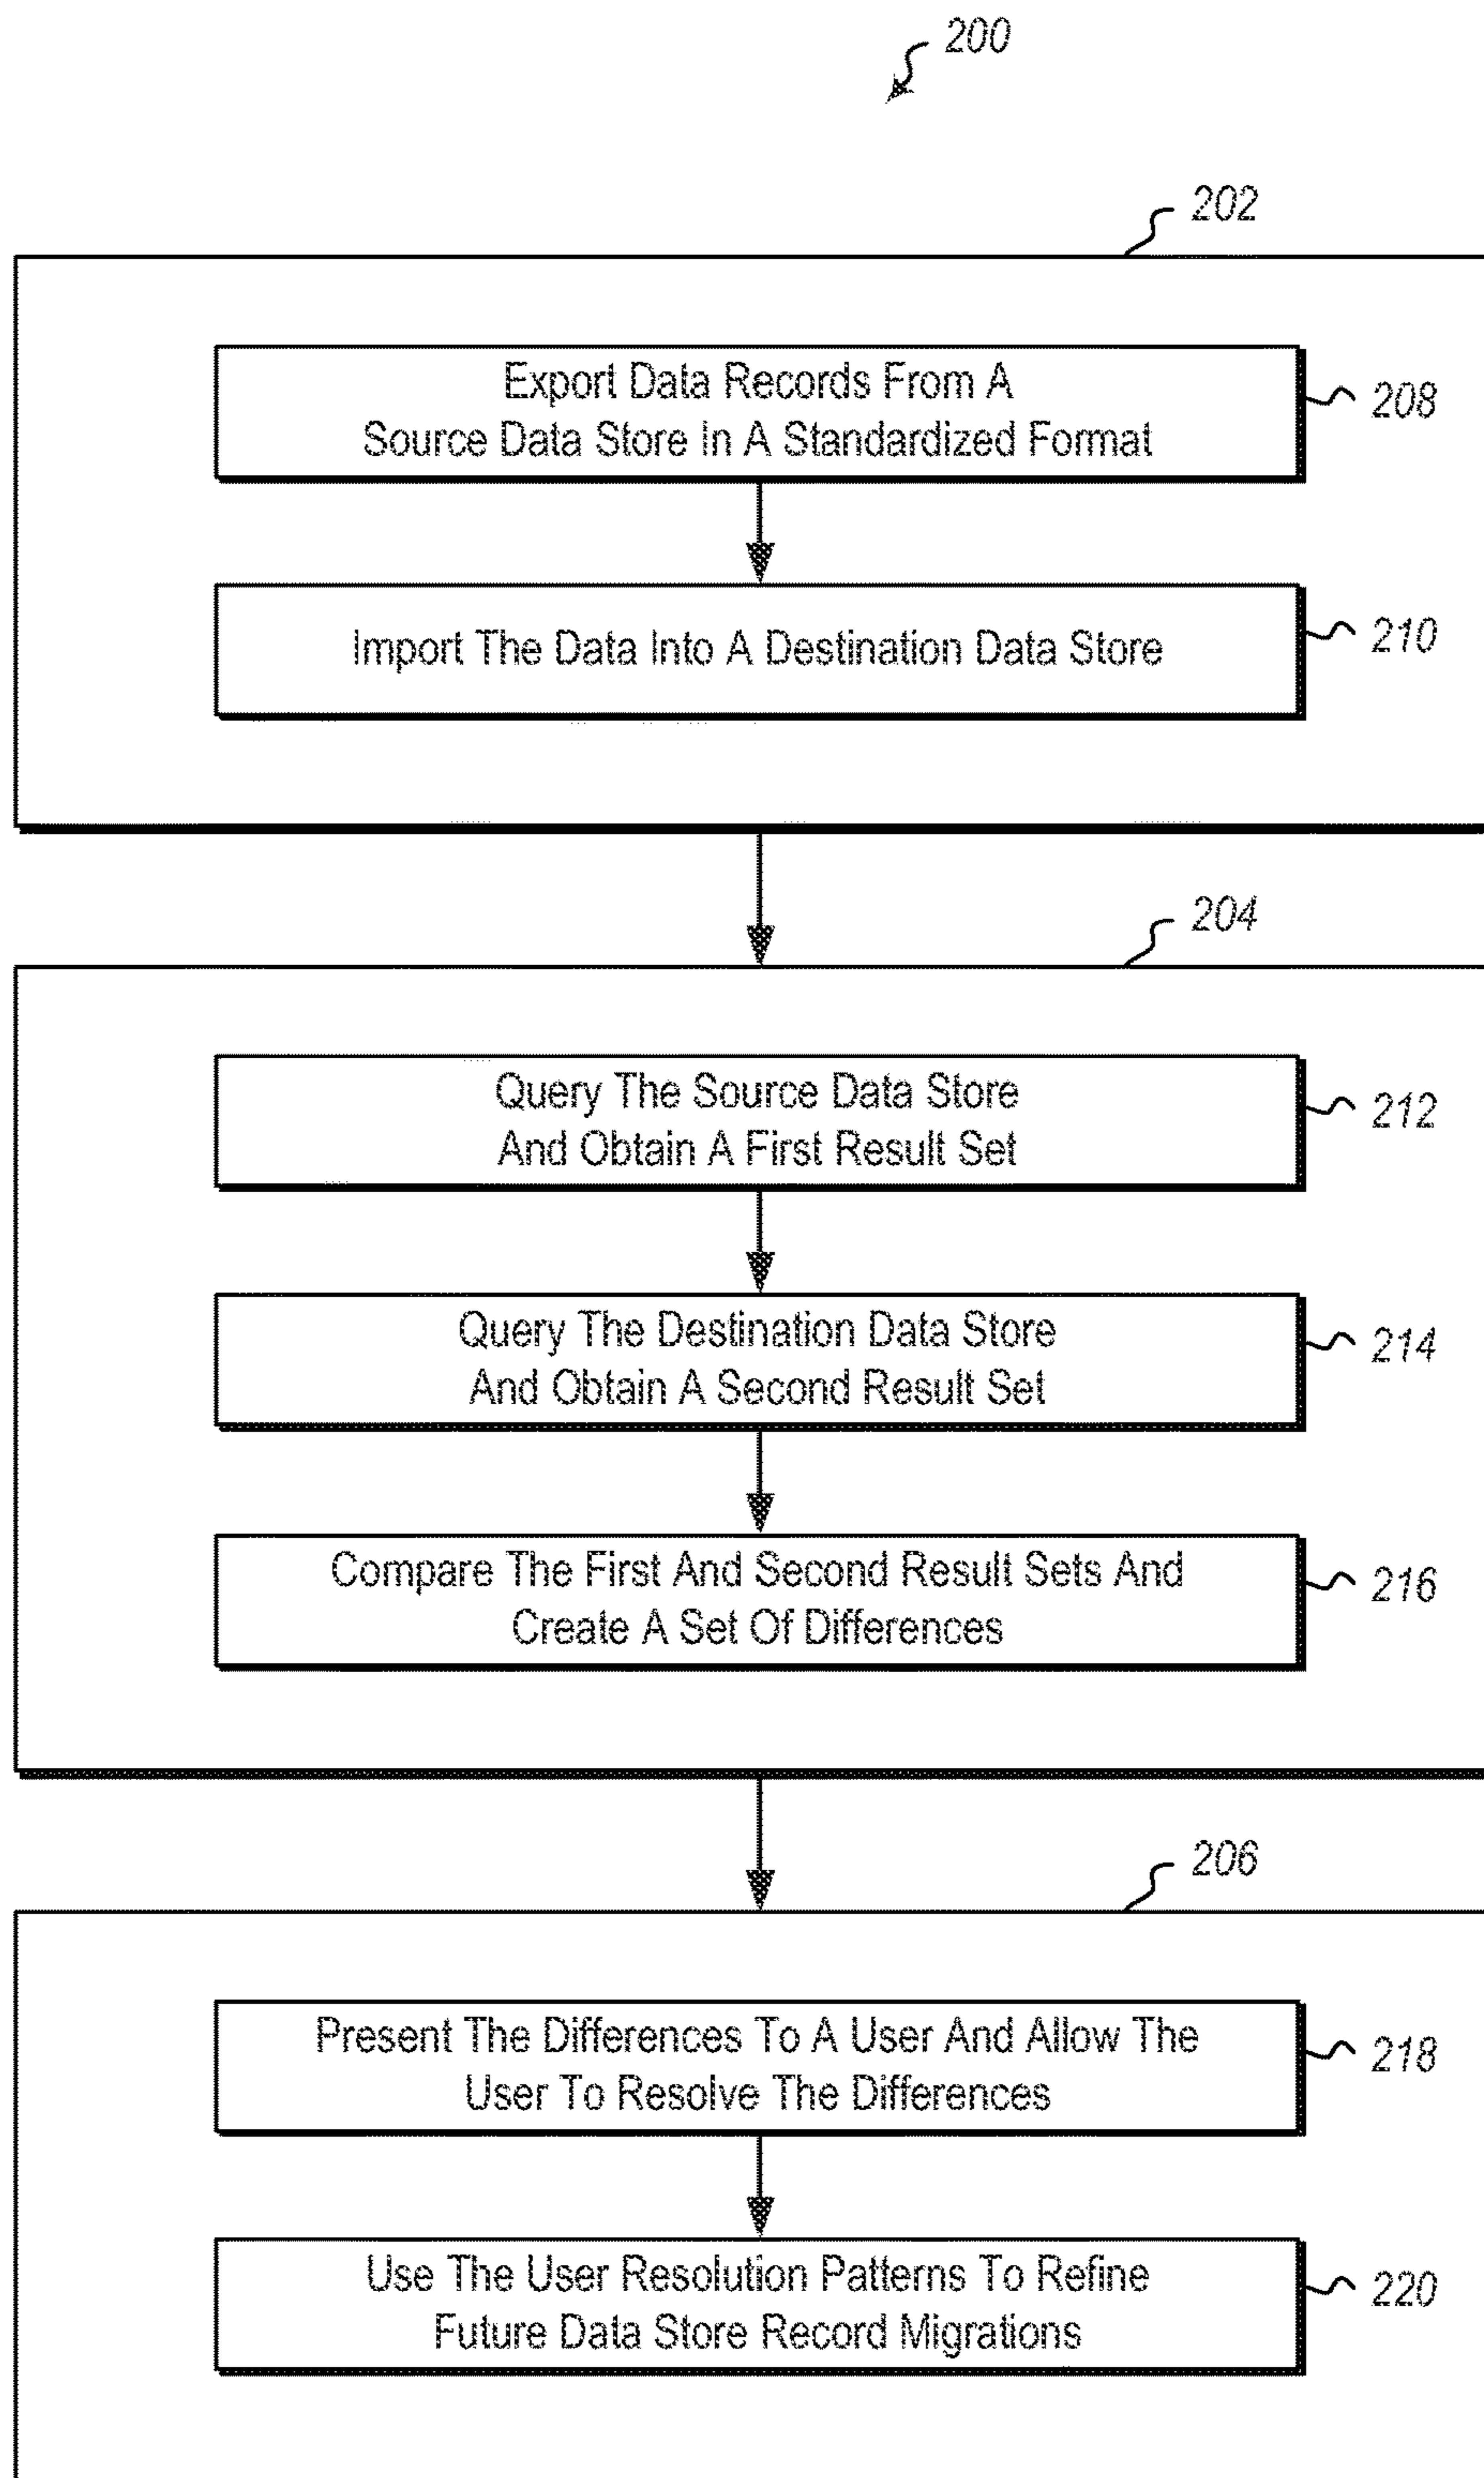 200
202
Export Data Records From A
Source Data Store In A Standardized Format
208
Import The Data Into A Destination Data Store
210
204
Query The Source Data Store
And Obtain A First Result Set
212
Query The Destination Data Store
And Obtain A Second Result Set
214
Compare The First And Second Result Sets And
Create A Set Of Differences
216
206
Present The Differences To A User And Allow The
User To Resolve The Differences
218
Use The User Resolution Patterns To Refine
Future Data Store Record Migrations
220